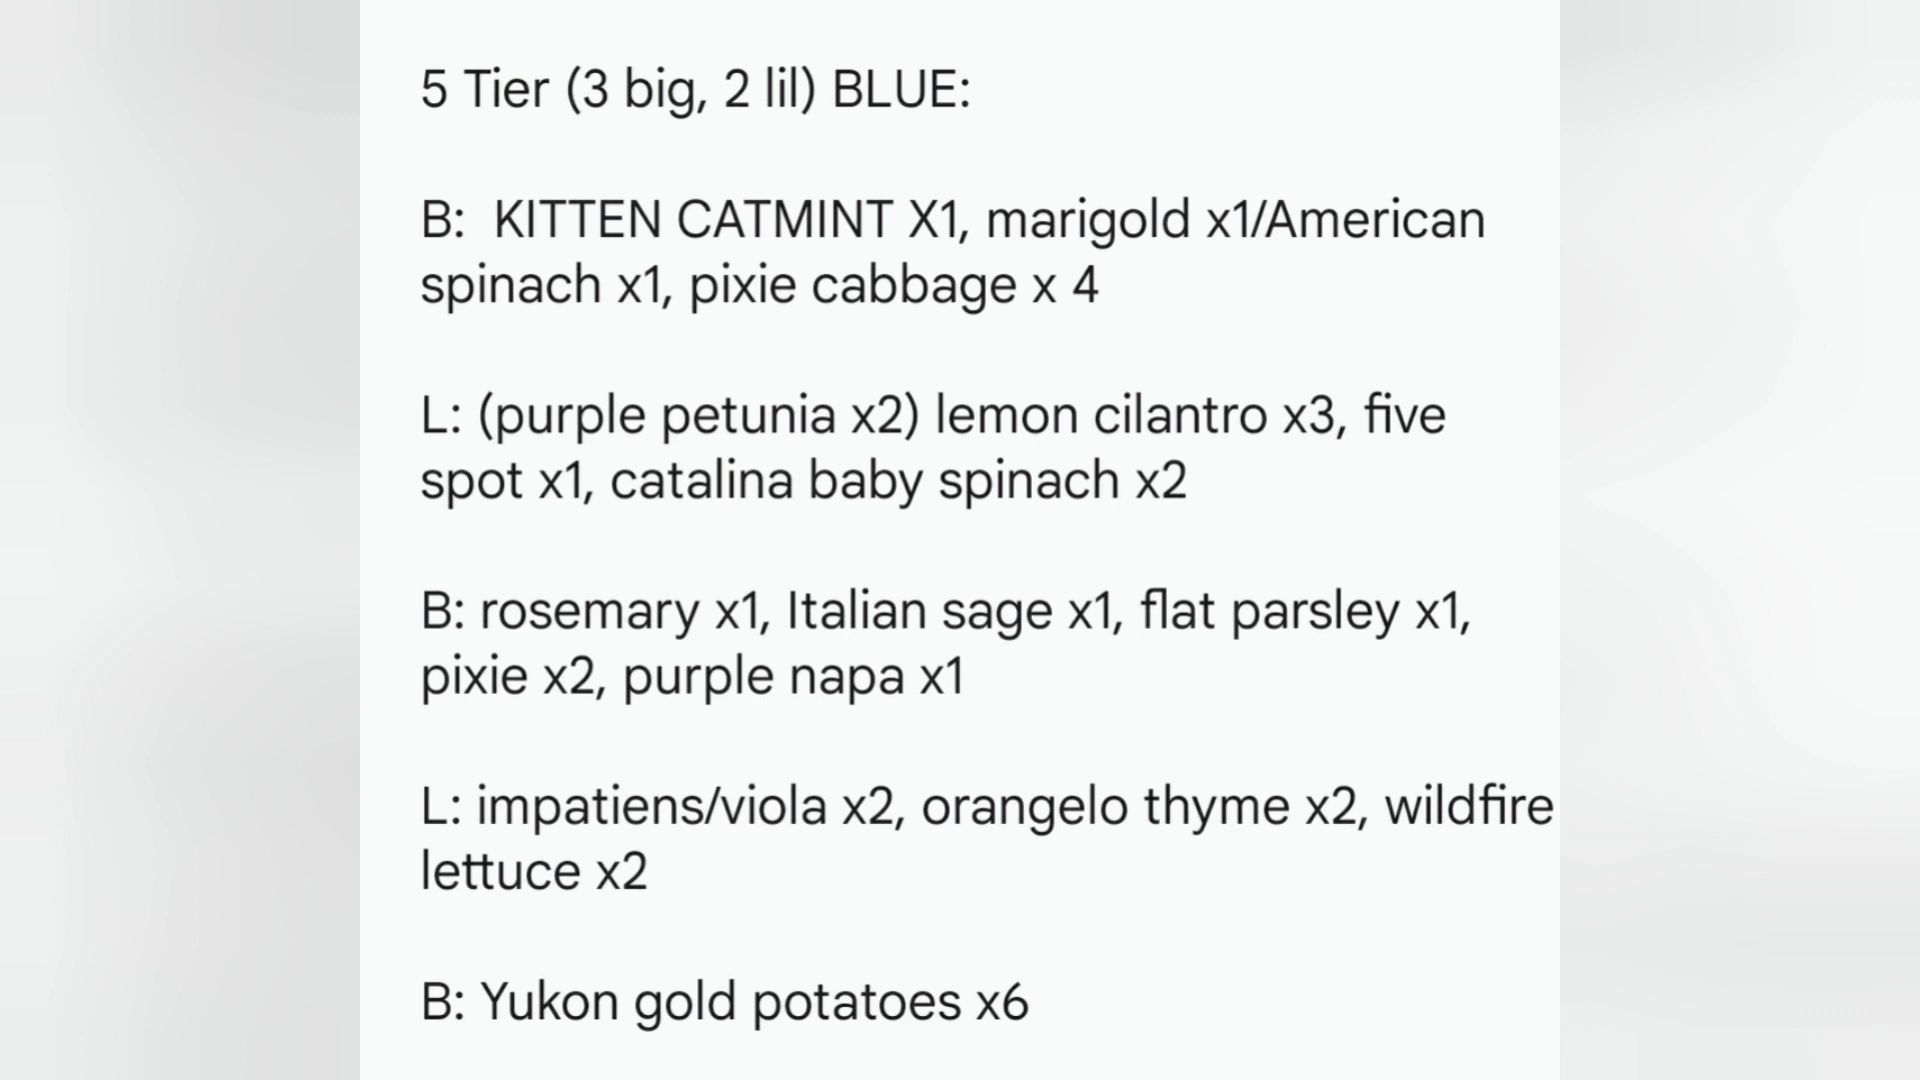 5 Tier (3 big, 2 lil) BLUE:
B:  KITTEN CATMINT X1, marigold x1/American
spinach x1, pixie cabbage x 4
L: (purple petunia x2) lemon cilantro x3, five
spot x1, catalina baby spinach x2
B: rosemary x1, Italian sage x1, flat parsley x1,
pixie x2, purple napa x1
L: impatiens/viola x2, orangelo thyme x2, wildfire
lettuce x2
B: Yukon gold potatoes x6